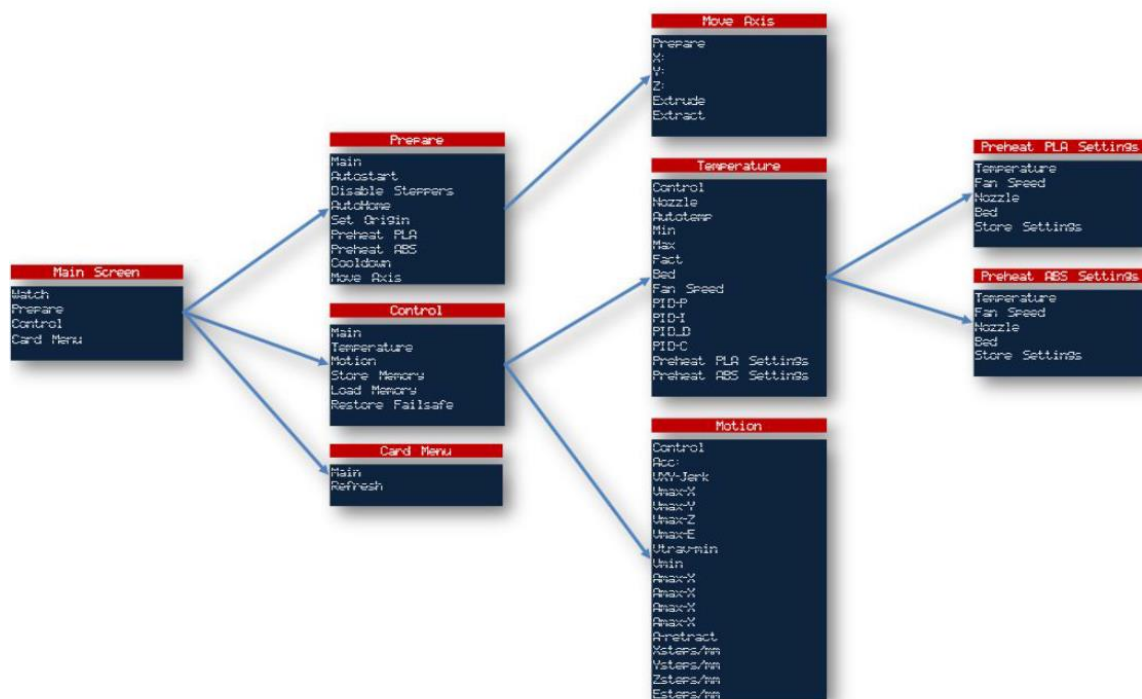 Main Screen
Watch
Prepare
Control
Card Menu
Prepare
Main
Autostart
Disable Steppers
AutoHome
Set Origin
Preheat PLA
Preheat ABS
Cooldown
Move Axis
Control
Main
Temperature
Motion
Store Memory
Load Memory
Restore Failsafe
Card Menu
Main
Refresh
Move Axis
Prepare
X:
Y:
Z:
Extrude
Extract
Temperature
Control
Nozzle
Autotemp
Min
Max
Fact
Bed
Fan Speed
PID-P
PID-I
PID_D
PID-C
Preheat PLA Settings
Preheat ABS Settings
Motion
Control
Acc:
VXY-Jerk
Vmax-X
Vmax-Y
Vmax-Z
Vmax-E
Vtrav-min
Vmin
Amax-X
Amax-X
Amax-X
Amax-X
A-retract
Xsteps/mm
Ysteps/mm
Zsteps/mm
Esteps/mm
Preheat PLA Settings
Temperature
Fan Speed
Nozzle
Bed
Store Settings
Preheat ABS Settings
Temperature
Fan Speed
Nozzle
Bed
Store Settings